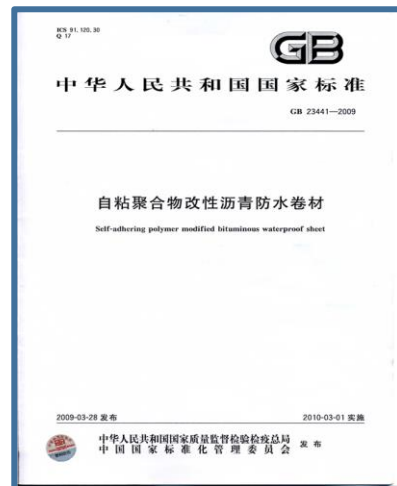 ICS 91.120.30
Q 17
GB
中华人民共和国国家标准
GB 23441—2009
自粘聚合物改性沥青防水卷材
Self-adhering polymer modified bituminous waterproof sheet
2009-03-28 发布
2010-03-01 实施
中华人民共和国国家质量监督检验检疫总局
中国国家标准化管理委员会
发布